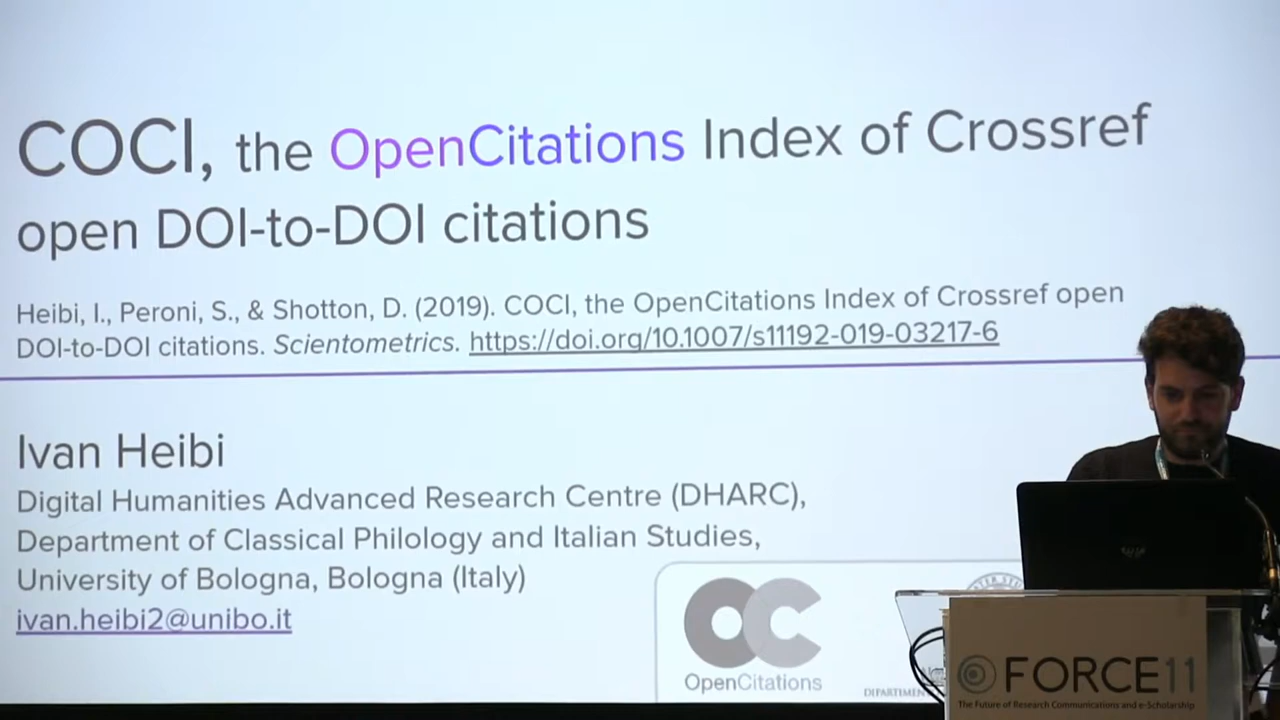 COCI, the OpenCitations Index of Crossref
open DOI-to-DOI citations
Heibi, I., Peroni, S., & Shotton, D. (2019). COCI, the OpenCitations Index of Crossref open
DOI-to-DOI citations. Scientometrics. https://doi.org/10.1007/s11192-019-03217-6
Ivan Heibi
Digital Humanities Advanced Research Centre (DHARC),
Department of Classical Philology and Italian Studies,
University of Bologna, Bologna (Italy)
ivan.heibi2@unibo.it
OC
OpenCitations
FORCE11
The Future of Research Communications and e-Scholarship